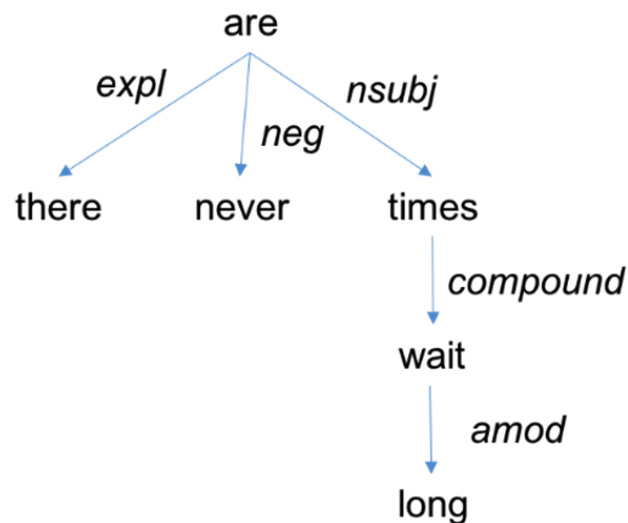 are
expl
nsubj
neg
there never times
compound
wait
amod
long